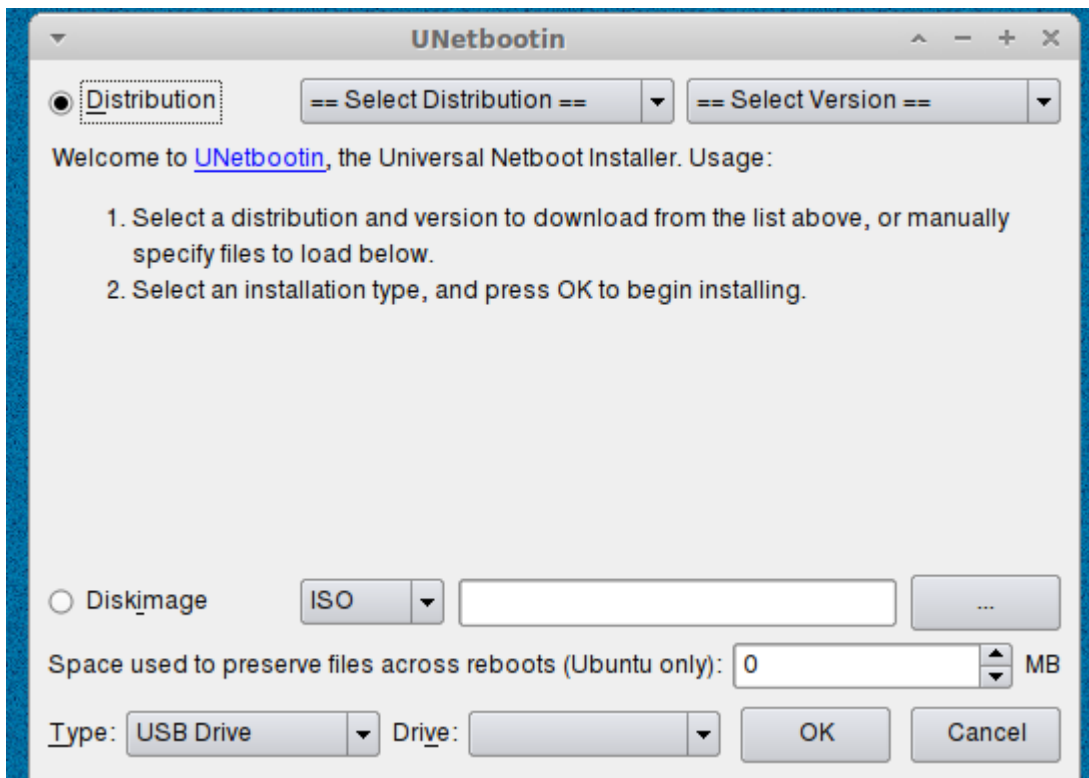 UNetbootin
Distribution == Select Distribution == == Select Version ==
Welcome to UNetbootin, the Universal Netboot Installer. Usage:
1. Select a distribution and version to download from the list above, or manually
specify files to load below.
2. Select an installation type, and press OK to begin installing.
Diskimage ISO ...
Space used to preserve files across reboots (Ubuntu only): 0 MB
Type: USB Drive Drive: OK Cancel